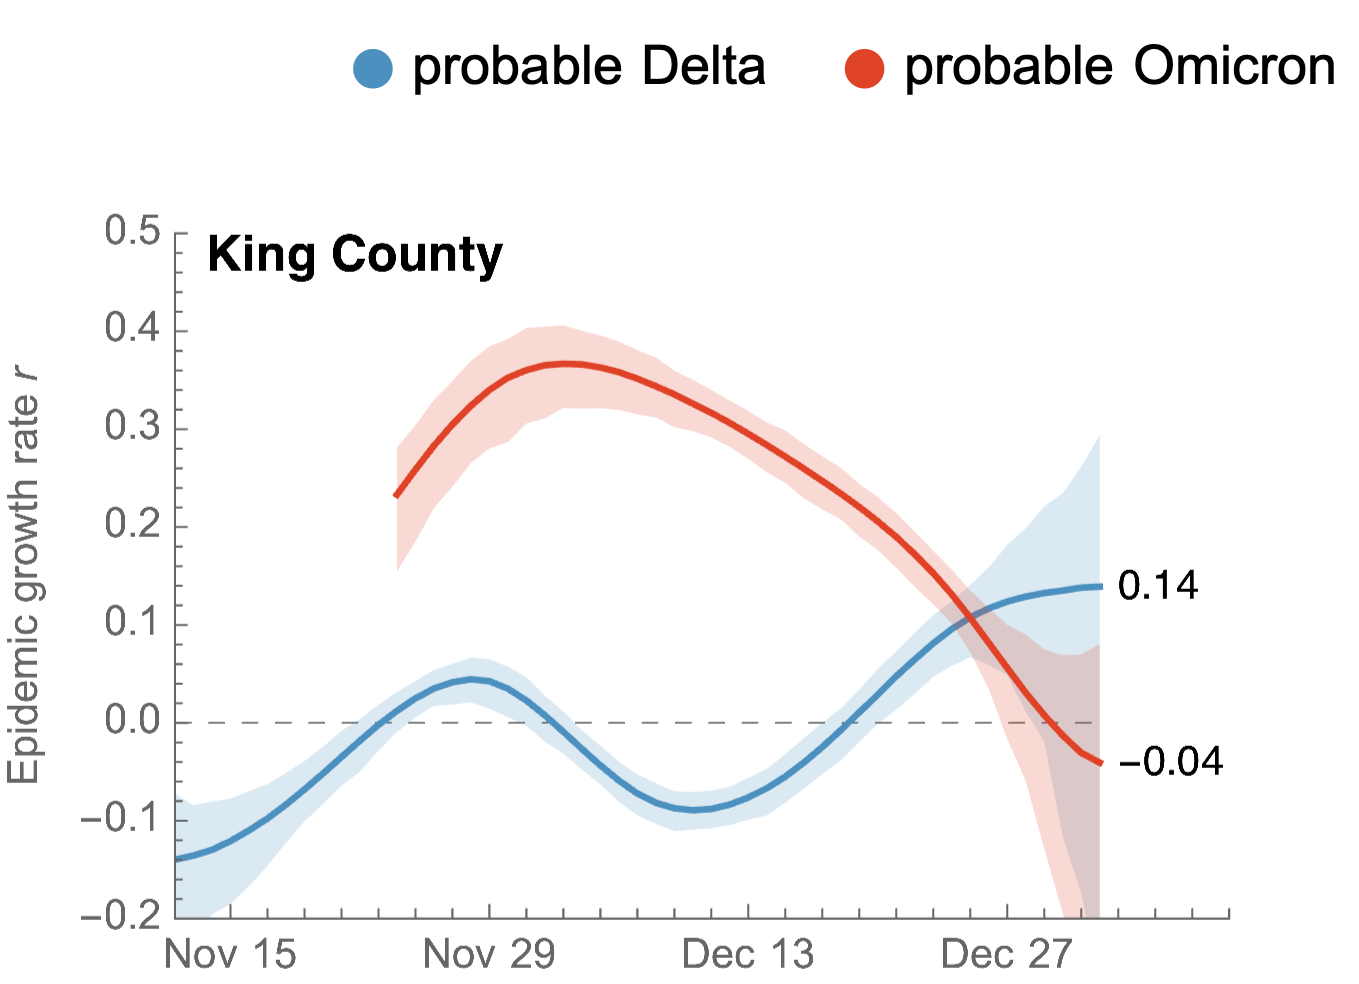 probable Delta probable Omicron
King County
Epidemic growth rate r
0.5
0.4
0.3
0.2
0.1
0.0
−0.1
−0.2
0.14
−0.04
Nov 15 Nov 29 Dec 13 Dec 27